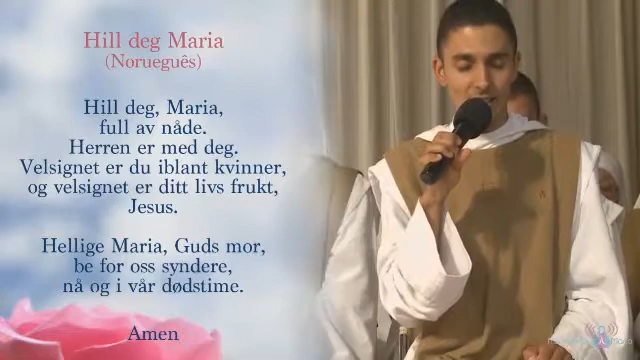 Hill deg Maria
(Norueguês)
Hill deg, Maria,
full av nåde.
Herren er med deg.
Velsignet er du iblant kvinner,
og velsignet er ditt livs frukt,
Jesus.
Hellige Maria, Guds mor,
be for oss syndere,
nå og i vår dødstime.
Amen